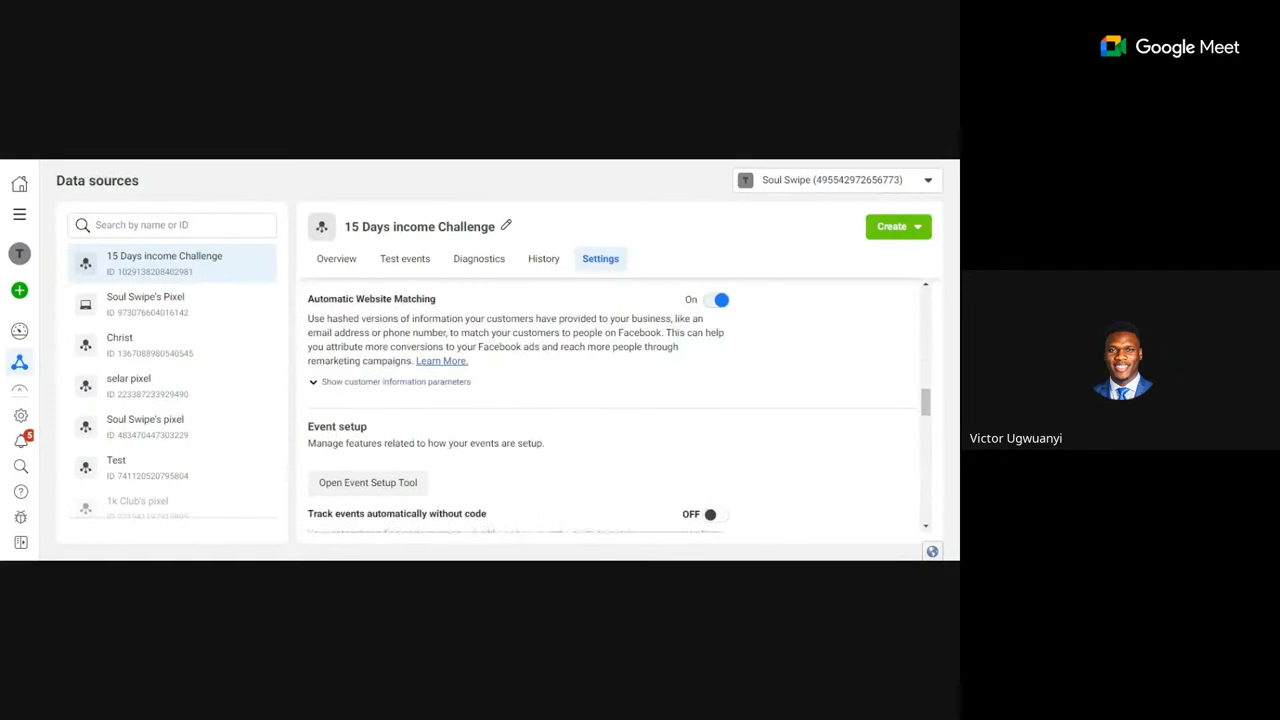 Google Meet
Data sources
T
Soul Swipe (495542972656773)
Search by name or ID
15 Days income Challenge
ID 1029138208402981
Soul Swipe's Pixel
ID 973076604016142
Christ
ID 1367088980540545
selar pixel
ID 223387233929490
Soul Swipe's pixel
ID 483470447303229
Test
ID 741120520795804
1k Club's pixel
T
5
15 Days income Challenge
Create
Overview
Test events
Diagnostics
History
Settings
Automatic Website Matching
On
Use hashed versions of information your customers have provided to your business, like an
email address or phone number, to match your customers to people on Facebook. This can help
you attribute more conversions to your Facebook ads and reach more people through
remarketing campaigns. Learn More.
Show customer information parameters
Event setup
Manage features related to how your events are setup.
Open Event Setup Tool
Track events automatically without code
OFF
Victor Ugwuanyi